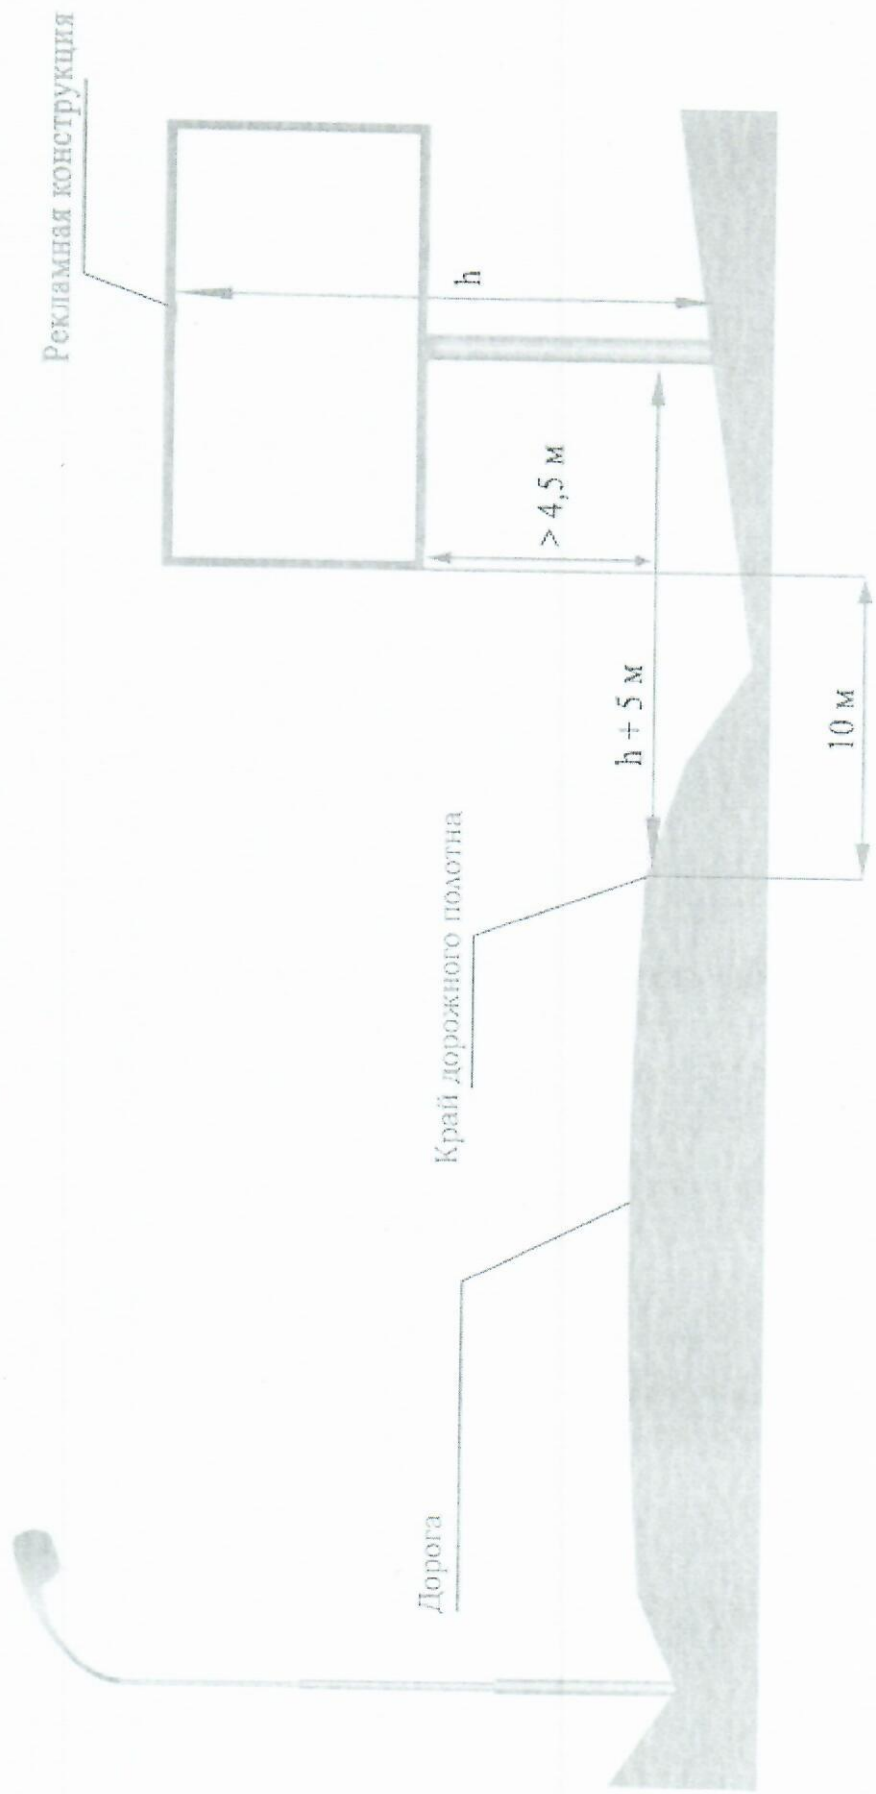 Рекламная конструкция
h
> 4,5 м
h + 5 м
10 м
Край дорожного полотна
Дорога